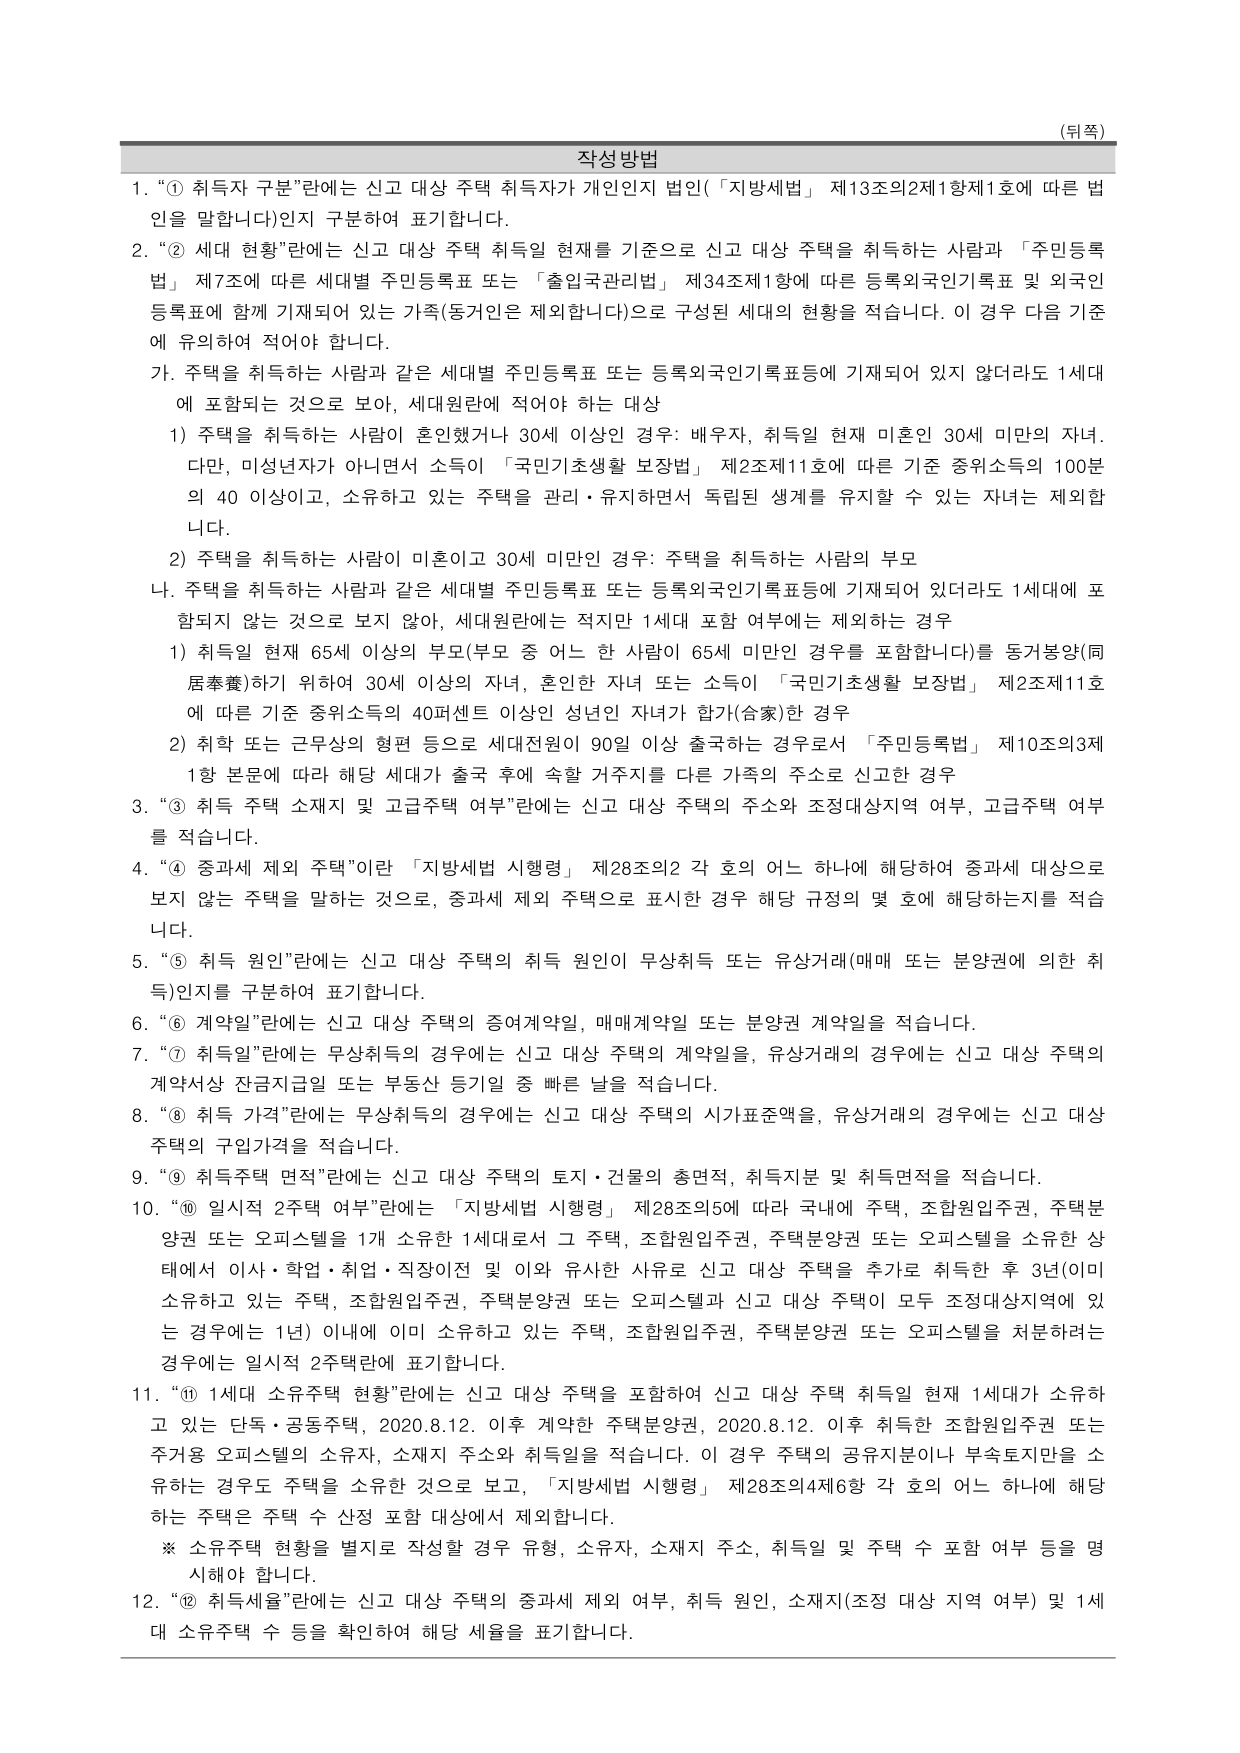 (뒤쪽)
작성방법
1. “① 취득자 구분”란에는 신고 대상 주택 취득자가 개인인지 법인(「지방세법」 제13조의2제1항제1호에 따른 법
인을 말합니다)인지 구분하여 표기합니다.
2. “② 세대 현황”란에는 신고 대상 주택 취득일 현재를 기준으로 신고 대상 주택을 취득하는 사람과 「주민등록
법」 제7조에 따른 세대별 주민등록표 또는 「출입국관리법」 제34조제1항에 따른 등록외국인기록표 및 외국인
등록표에 함께 기재되어 있는 가족(동거인은 제외합니다)으로 구성된 세대의 현황을 적습니다. 이 경우 다음 기준
에 유의하여 적어야 합니다.
가. 주택을 취득하는 사람과 같은 세대별 주민등록표 또는 등록외국인기록표등에 기재되어 있지 않더라도 1세대
에 포함되는 것으로 보아, 세대원란에 적어야 하는 대상
1) 주택을 취득하는 사람이 혼인했거나 30세 이상인 경우: 배우자, 취득일 현재 미혼인 30세 미만의 자녀.
다만, 미성년자가 아니면서 소득이 「국민기초생활 보장법」 제2조제11호에 따른 기준 중위소득의 100분
의 40 이상이고, 소유하고 있는 주택을 관리·유지하면서 독립된 생계를 유지할 수 있는 자녀는 제외합
니다.
2) 주택을 취득하는 사람이 미혼이고 30세 미만인 경우: 주택을 취득하는 사람의 부모
나. 주택을 취득하는 사람과 같은 세대별 주민등록표 또는 등록외국인기록표등에 기재되어 있더라도 1세대에 포
함되지 않는 것으로 보지 않아, 세대원란에는 적지만 1세대 포함 여부에는 제외하는 경우
1) 취득일 현재 65세 이상의 부모(부모 중 어느 한 사람이 65세 미만인 경우를 포함합니다)를 동거봉양(同
居奉養)하기 위하여 30세 이상의 자녀, 혼인한 자녀 또는 소득이 「국민기초생활 보장법」 제2조제11호
에 따른 기준 중위소득의 40퍼센트 이상인 성년인 자녀가 합가(合家)한 경우
2) 취학 또는 근무상의 형편 등으로 세대전원이 90일 이상 출국하는 경우로서 「주민등록법」 제10조의3제
1항 본문에 따라 해당 세대가 출국 후에 속할 거주지를 다른 가족의 주소로 신고한 경우
3. “③ 취득 주택 소재지 및 고급주택 여부”란에는 신고 대상 주택의 주소와 조정대상지역 여부, 고급주택 여부
를 적습니다.
4. “④ 중과세 제외 주택”이란 「지방세법 시행령」 제28조의2 각 호의 어느 하나에 해당하여 중과세 대상으로
보지 않는 주택을 말하는 것으로, 중과세 제외 주택으로 표시한 경우 해당 규정의 몇 호에 해당하는지를 적습
니다.
5. “⑤ 취득 원인”란에는 신고 대상 주택의 취득 원인이 무상취득 또는 유상거래(매매 또는 분양권에 의한 취
득)인지를 구분하여 표기합니다.
6. “⑥ 계약일”란에는 신고 대상 주택의 증여계약일, 매매계약일 또는 분양권 계약일을 적습니다.
7. “⑦ 취득일”란에는 무상취득의 경우에는 신고 대상 주택의 계약일을, 유상거래의 경우에는 신고 대상 주택의
계약서상 잔금지급일 또는 부동산 등기일 중 빠른 날을 적습니다.
8. “⑧ 취득 가격”란에는 무상취득의 경우에는 신고 대상 주택의 시가표준액을, 유상거래의 경우에는 신고 대상
주택의 구입가격을 적습니다.
9. “⑨ 취득주택 면적”란에는 신고 대상 주택의 토지·건물의 총면적, 취득지분 및 취득면적을 적습니다.
10. “⑩ 일시적 2주택 여부”란에는 「지방세법 시행령」 제28조의5에 따라 국내에 주택, 조합원입주권, 주택분
양권 또는 오피스텔을 1개 소유한 1세대로서 그 주택, 조합원입주권, 주택분양권 또는 오피스텔을 소유한 상
태에서 이사·학업·취업·직장이전 및 이와 유사한 사유로 신고 대상 주택을 추가로 취득한 후 3년(이미
소유하고 있는 주택, 조합원입주권, 주택분양권 또는 오피스텔과 신고 대상 주택이 모두 조정대상지역에 있
는 경우에는 1년) 이내에 이미 소유하고 있는 주택, 조합원입주권, 주택분양권 또는 오피스텔을 처분하려는
경우에는 일시적 2주택란에 표기합니다.
11. “⑪ 1세대 소유주택 현황”란에는 신고 대상 주택을 포함하여 신고 대상 주택 취득일 현재 1세대가 소유하
고 있는 단독·공동주택, 2020.8.12. 이후 계약한 주택분양권, 2020.8.12. 이후 취득한 조합원입주권 또는
주거용 오피스텔의 소유자, 소재지 주소와 취득일을 적습니다. 이 경우 주택의 공유지분이나 부속토지만을 소
유하는 경우도 주택을 소유한 것으로 보고, 「지방세법 시행령」 제28조의4제6항 각 호의 어느 하나에 해당
하는 주택은 주택 수 산정 포함 대상에서 제외합니다.
※ 소유주택 현황을 별지로 작성할 경우 유형, 소유자, 소재지 주소, 취득일 및 주택 수 포함 여부 등을 명
시해야 합니다.
12. “⑫ 취득세율”란에는 신고 대상 주택의 중과세 제외 여부, 취득 원인, 소재지(조정 대상 지역 여부) 및 1세
대 소유주택 수 등을 확인하여 해당 세율을 표기합니다.